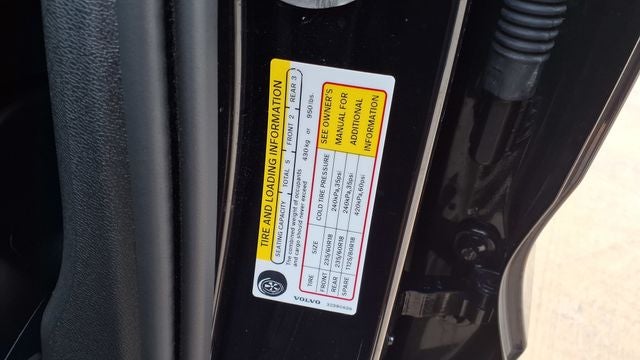 TIRE AND LOADING INFORMATION
SEATING CAPACITY TOTAL 5 FRONT 2 REAR 3
The combined weight of occupants
and cargo should never exceed 430 kg or 950 lbs.
TIRE SIZE COLD TIRE PRESSURE
FRONT 235/60R18 240kPa,35psi
REAR 235/60R18 240kPa,35psi
SPARE T125/80R18 420kPa,60psi
SEE OWNER'S
MANUAL FOR
ADDITIONAL
INFORMATION
VOLVO